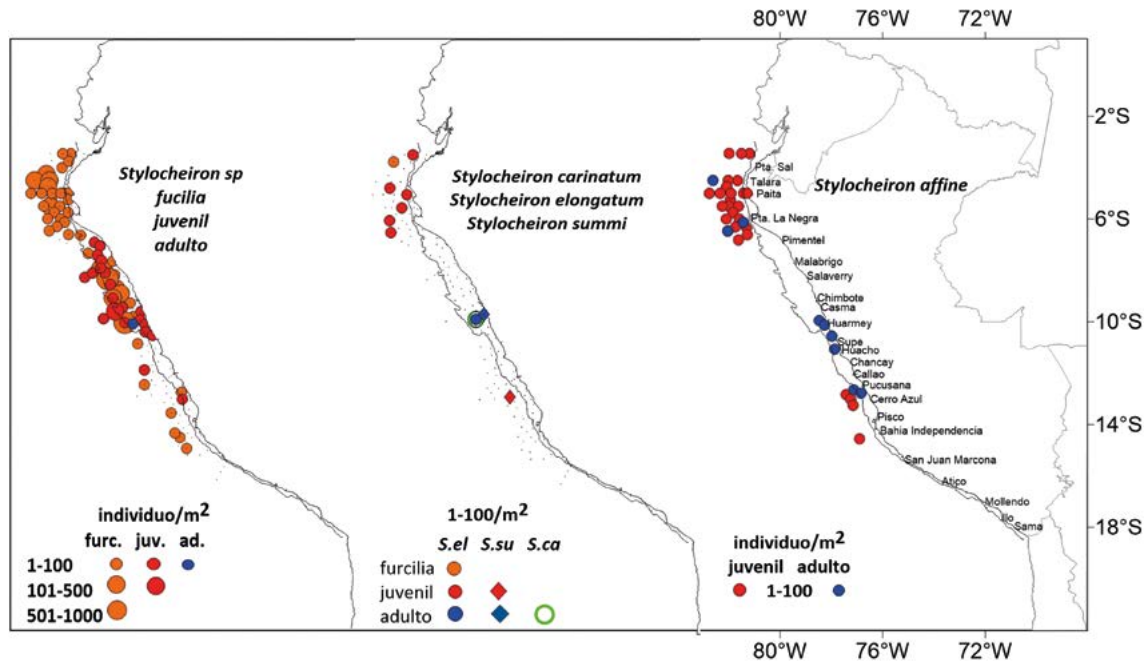 80°W 76°W 72°W
2°S
6°S
10°S
14°S
18°S
Stylocheiron sp
fucilia
juvenil
adulto
individuo/m2
furc. juv. ad.
1-100
101-500
501-1000
Stylocheiron carinatum
Stylocheiron elongatum
Stylocheiron summi
1-100/m2
S.el S.su S.ca
furcilia
juvenil
adulto
Stylocheiron affine
Pta. Sal
Talara
Paita
Pta. La Negra
Pimentel
Malabrigo
Salaverry
Chimbote
Casma
Huarmey
Supe
Huacho
Chancay
Callao
Pucusana
Cerro Azul
Pisco
Bahia Independencia
San Juan Marcona
Atico
Mollendo
Ilo
Sama
individuo/m2
juvenil adulto
1-100
80°W 76°W 72°W